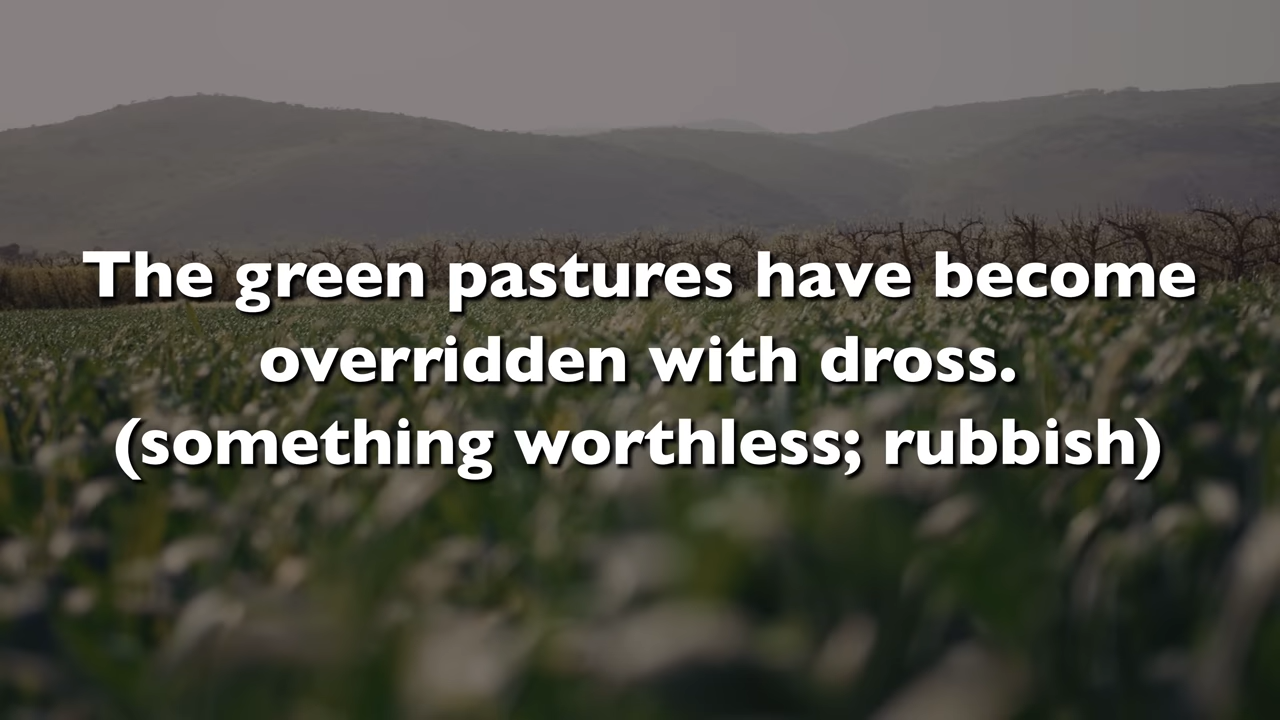 The green pastures have become
overridden with dross.
(something worthless; rubbish)